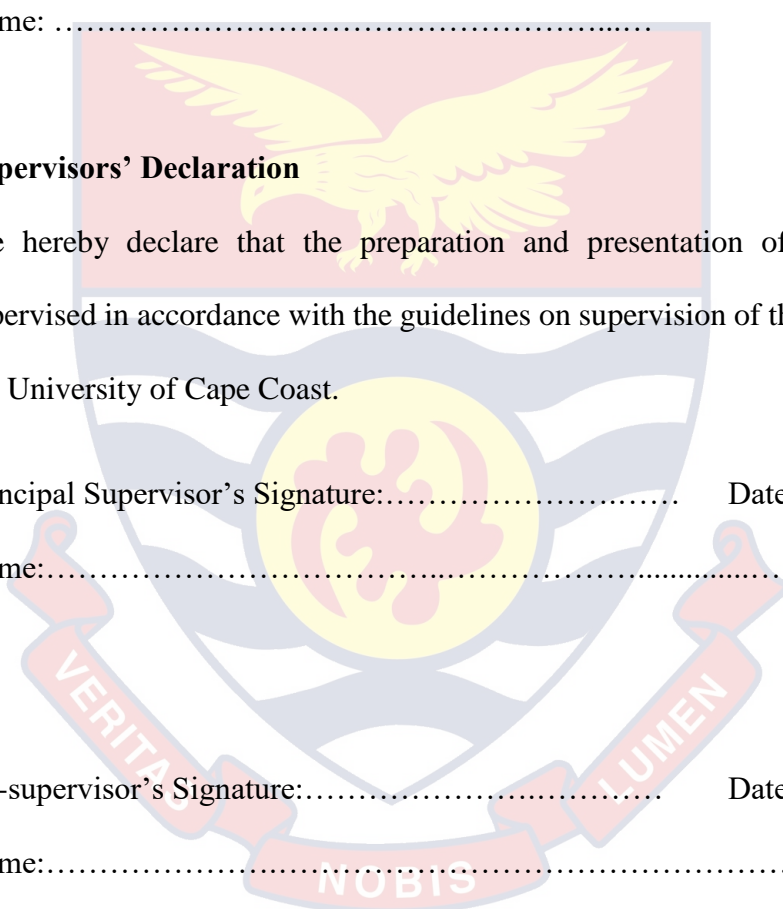 me: …………………………………………………...…
pervisors’ Declaration
e hereby declare that the preparation and presentation of
pervised in accordance with the guidelines on supervision of th
University of Cape Coast.
ncipal Supervisor’s Signature:………………….…… Date
me:…………………………………..………………….............…
-supervisor’s Signature:………………….………… Date
me:………………….……………………………………………
VERITAS
NOBIS
LUMEN